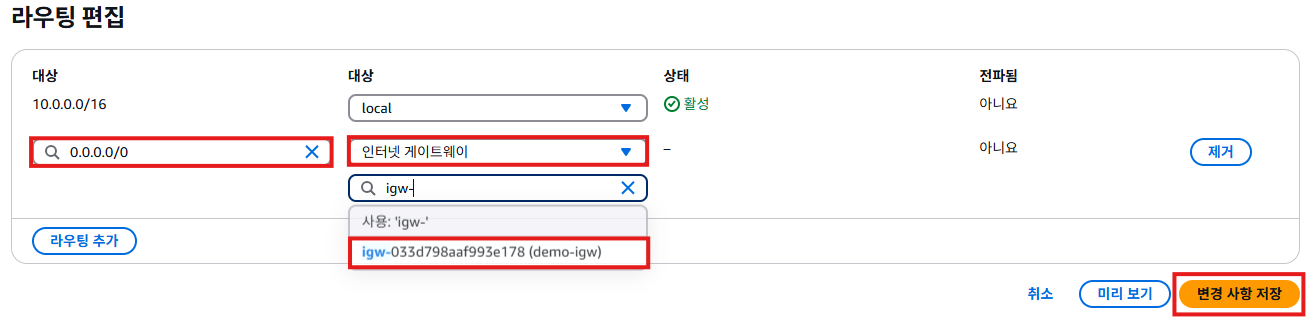 라우팅 편집
대상 대상 상태 전파됨
10.0.0.0/16 local 활성 아니요
0.0.0.0/0 인터넷 게이트웨이 – 아니요 제거
igw-
사용: 'igw-'
igw-033d798aaf993e178 (demo-igw)
라우팅 추가
취소 미리 보기 변경 사항 저장